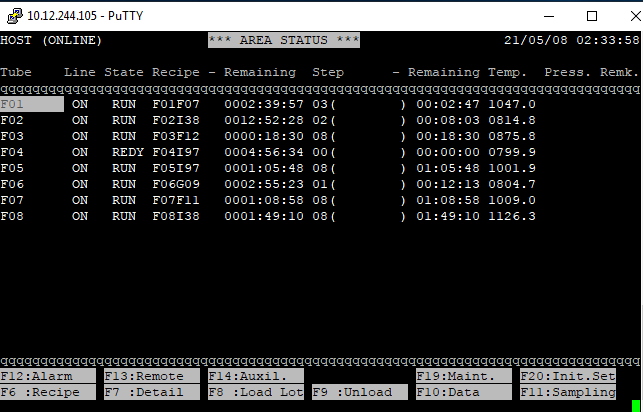 10.12.244.105 - PuTTY
HOST (ONLINE) *** AREA STATUS *** 21/05/08 02:33:58
Tube Line State Recipe - Remaining Step - Remaining Temp. Press. Remk.
qqqqqqqqqqqqqqqqqqqqqqqqqqqqqqqqqqqqqqqqqqqqqqqqqqqqqqqqqqqqqqqqqqqqqqqqqqqqqqqq
F01 ON RUN F01F07 0002:39:57 03( ) 00:02:47 1047.0
F02 ON RUN F02I38 0012:52:28 02( ) 00:08:03 0814.8
F03 ON RUN F03F12 0000:18:30 08( ) 00:18:30 0875.8
F04 ON REDY F04I97 0004:56:34 00( ) 00:00:00 0799.9
F05 ON RUN F05I97 0001:05:48 08( ) 01:05:48 1001.9
F06 ON RUN F06G09 0002:55:23 01( ) 00:12:13 0804.7
F07 ON RUN F07F11 0001:08:58 08( ) 01:08:58 1009.0
F08 ON RUN F08I38 0001:49:10 08( ) 01:49:10 1126.3
qqqqqqqqqqqqqqqqqqqqqqqqqqqqqqqqqqqqqqqqqqqqqqqqqqqqqqqqqqqqqqqqqqqqqqqqqqqqqqqq
F12:Alarm F13:Remote F14:Auxil. F19:Maint. F20:Init.Set
F6 :Recipe F7 :Detail F8 :Load Lot F9 :Unload F10:Data F11:Sampling